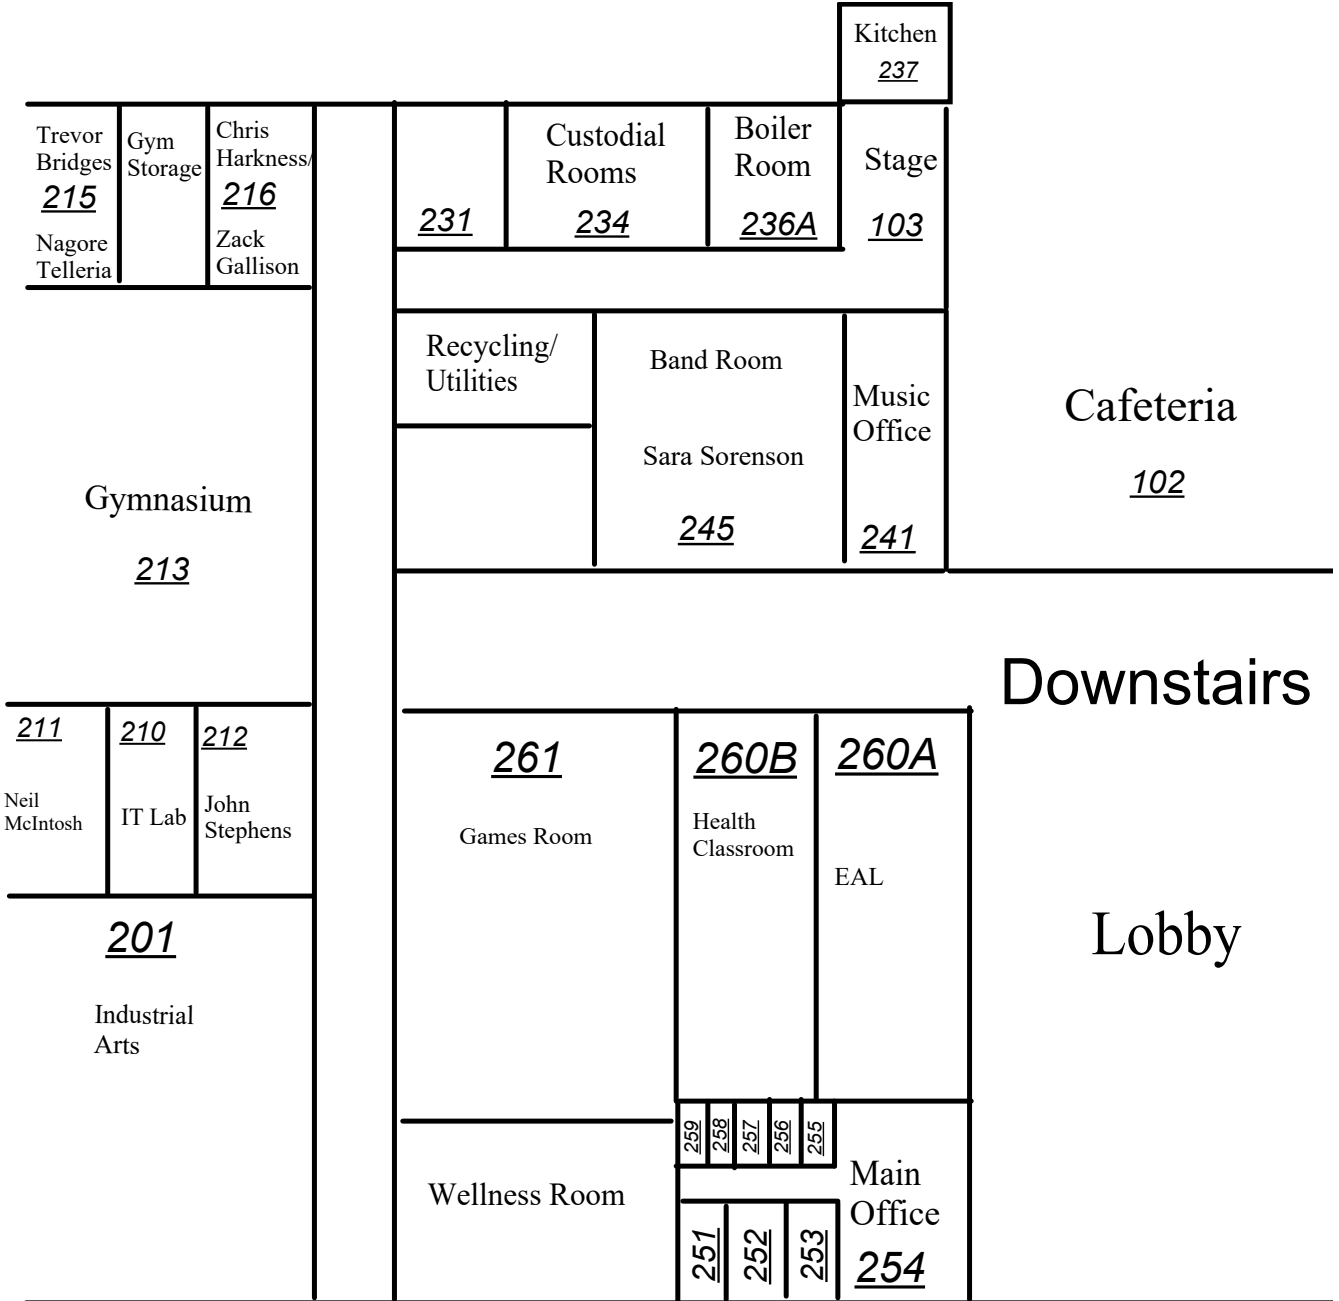 Kitchen
237
Trevor
Bridges
215
Nagore
Telleria
Gym
Storage
Chris
Harkness/
216
Zack
Gallison
231
Custodial
Rooms
234
Boiler
Room
236A
Stage
103
Recycling/
Utilities
Band Room
Sara Sorenson
245
Music
Office
241
Cafeteria
102
Gymnasium
213
Downstairs
211
Neil
McIntosh
210
IT Lab
212
John
Stephens
261
Games Room
260B
Health
Classroom
260A
EAL
Lobby
201
Industrial
Arts
259
258
257
256
255
Wellness Room
Main
Office
254
251
252
253